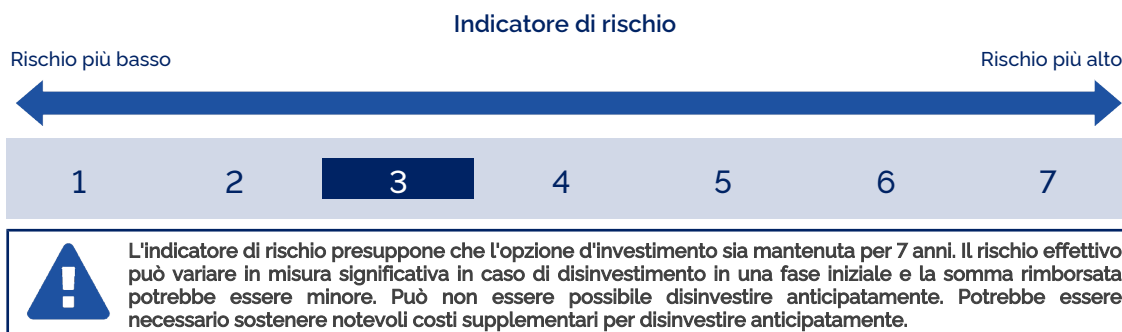 Indicatore di rischio
Rischio più basso
Rischio più alto
1 2 3 4 5 6 7
L'indicatore di rischio presuppone che l'opzione d'investimento sia mantenuta per 7 anni. Il rischio effettivo
può variare in misura significativa in caso di disinvestimento in una fase iniziale e la somma rimborsata
potrebbe essere minore. Può non essere possibile disinvestire anticipatamente. Potrebbe essere
necessario sostenere notevoli costi supplementari per disinvestire anticipatamente.